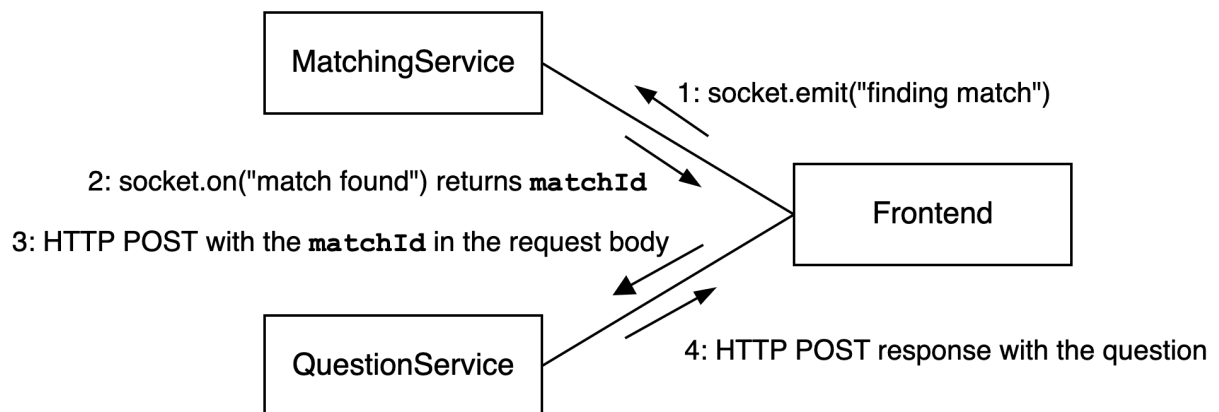 MatchingService
1: socket.emit("finding match")
2: socket.on("match found") returns matchId
Frontend
3: HTTP POST with the matchId in the request body
4: HTTP POST response with the question
QuestionService